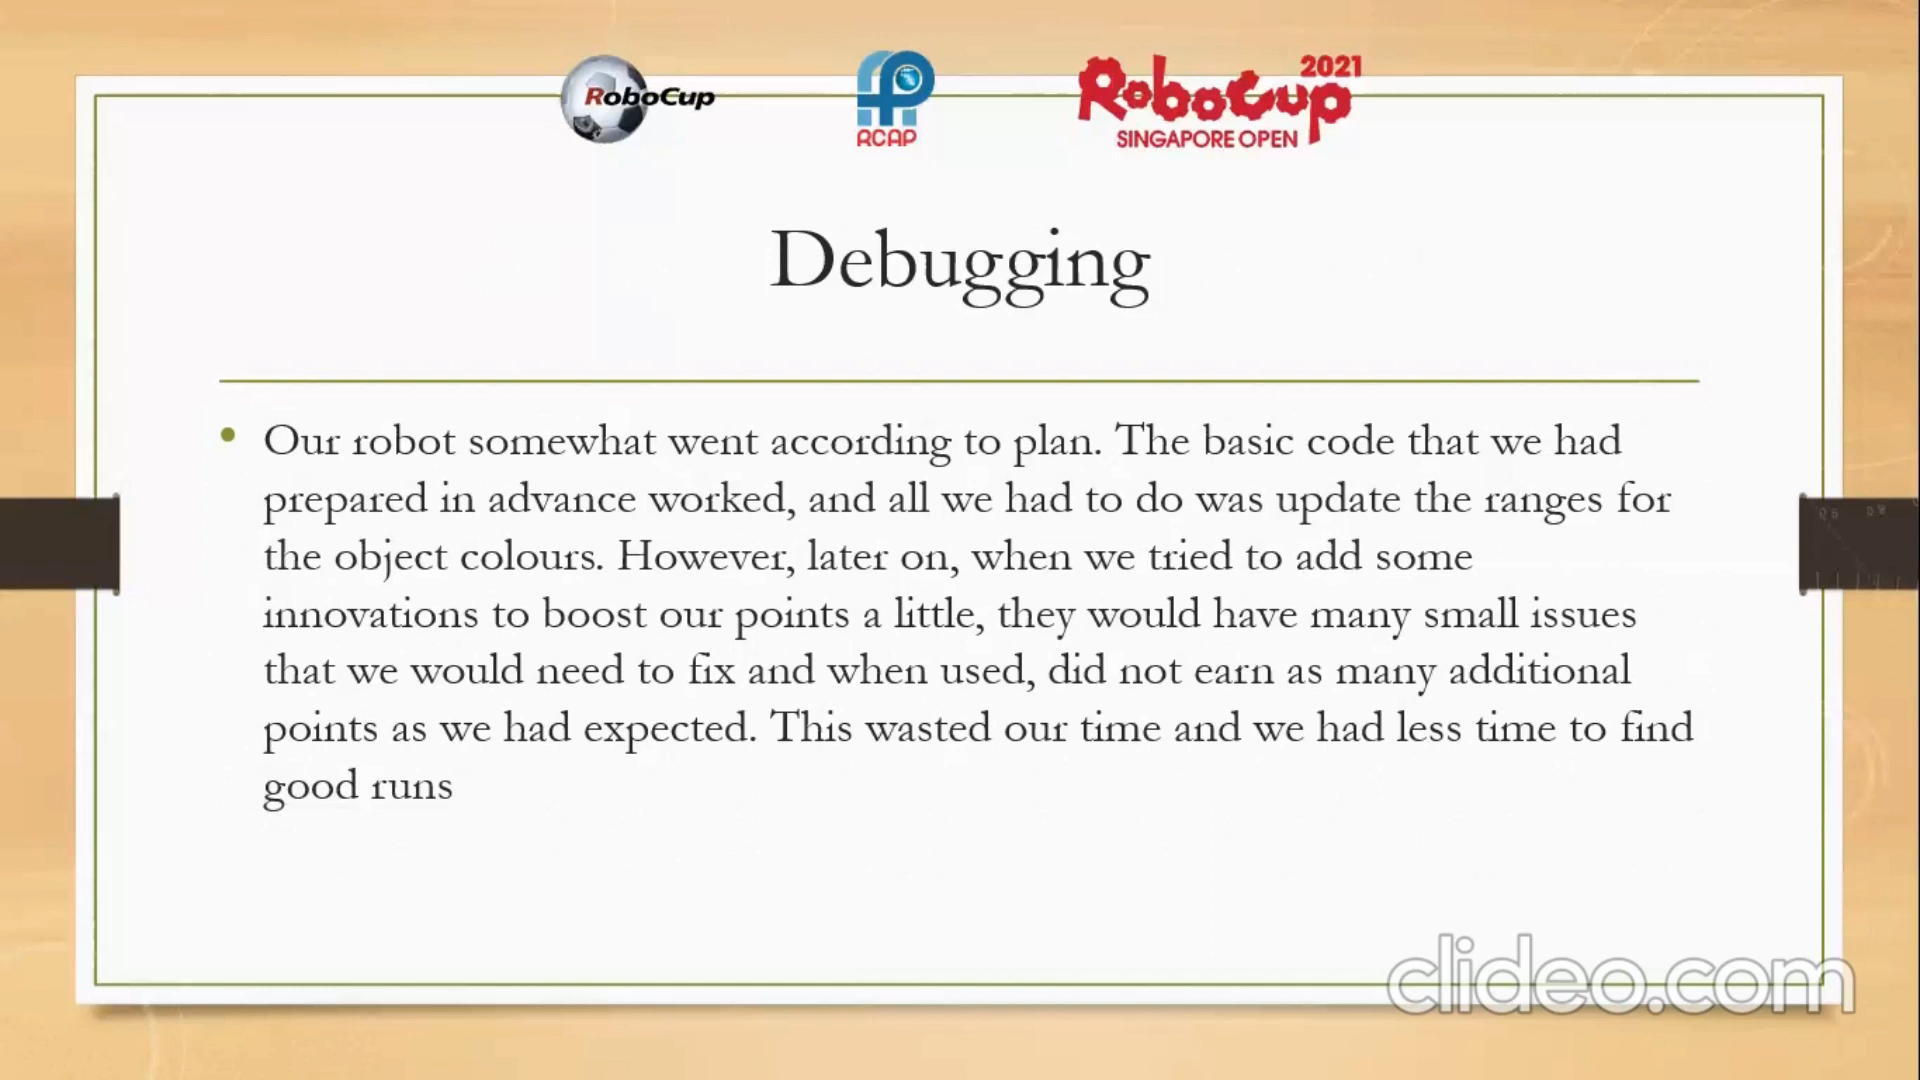 RoboCup
RCAP
2021
RoboCup
SINGAPORE OPEN
Debugging
• Our robot somewhat went according to plan. The basic code that we had
prepared in advance worked, and all we had to do was update the ranges for
the object colours. However, later on, when we tried to add some
innovations to boost our points a little, they would have many small issues
that we would need to fix and when used, did not earn as many additional
points as we had expected. This wasted our time and we had less time to find
good runs
clideo.com